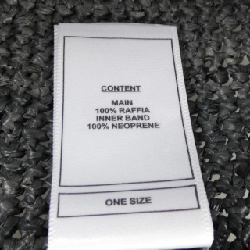 CONTENT
MAIN
100% RAFFIA
INNER BAND
100% NEOPRENE
ONE SIZE